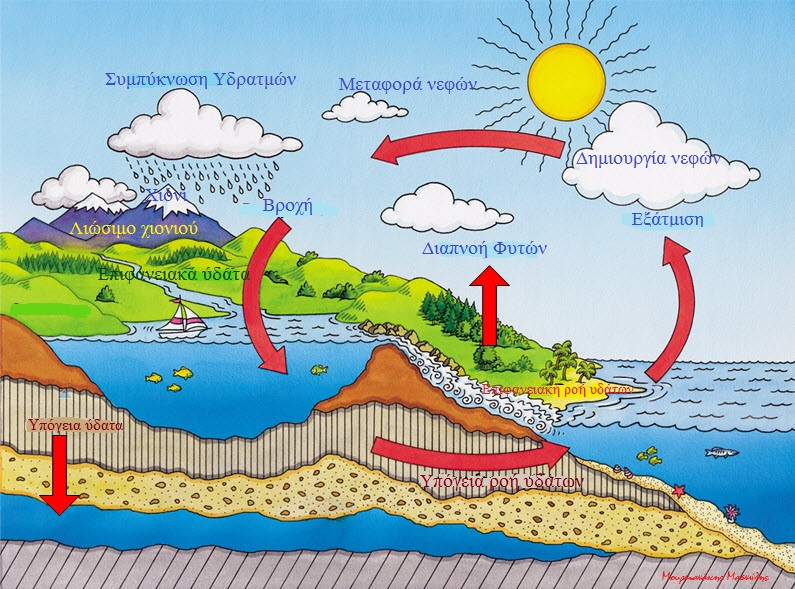 Συμπύκνωση Υδρατμών
Μεταφορά νεφών
Δημιουργία νεφών
Χιόνι
Βροχή
Εξάτμιση
Λιώσιμο χιονιού
Διαπνοή Φυτών
Επιφανειακά ύδατα
Επιφανειακή ροή υδάτων
Υπόγεια ύδατα
Υπόγεια ροή υδάτων